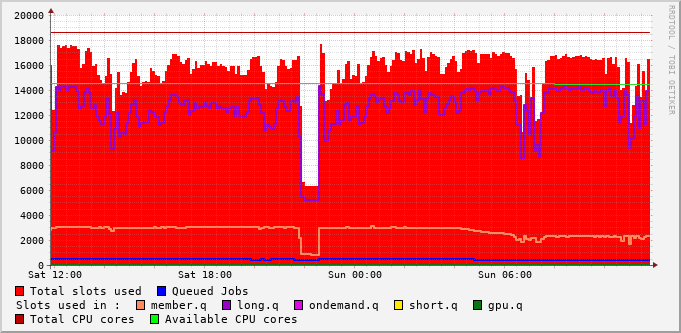 RRDTOOL / TOBI OETIKER
20000
18000
16000
14000
12000
10000
8000
6000
4000
2000
0
Sat 12:00 Sat 18:00 Sun 00:00 Sun 06:00
Total slots used Queued Jobs
Slots used in : member.q long.q ondemand.q short.q gpu.q
Total CPU cores Available CPU cores